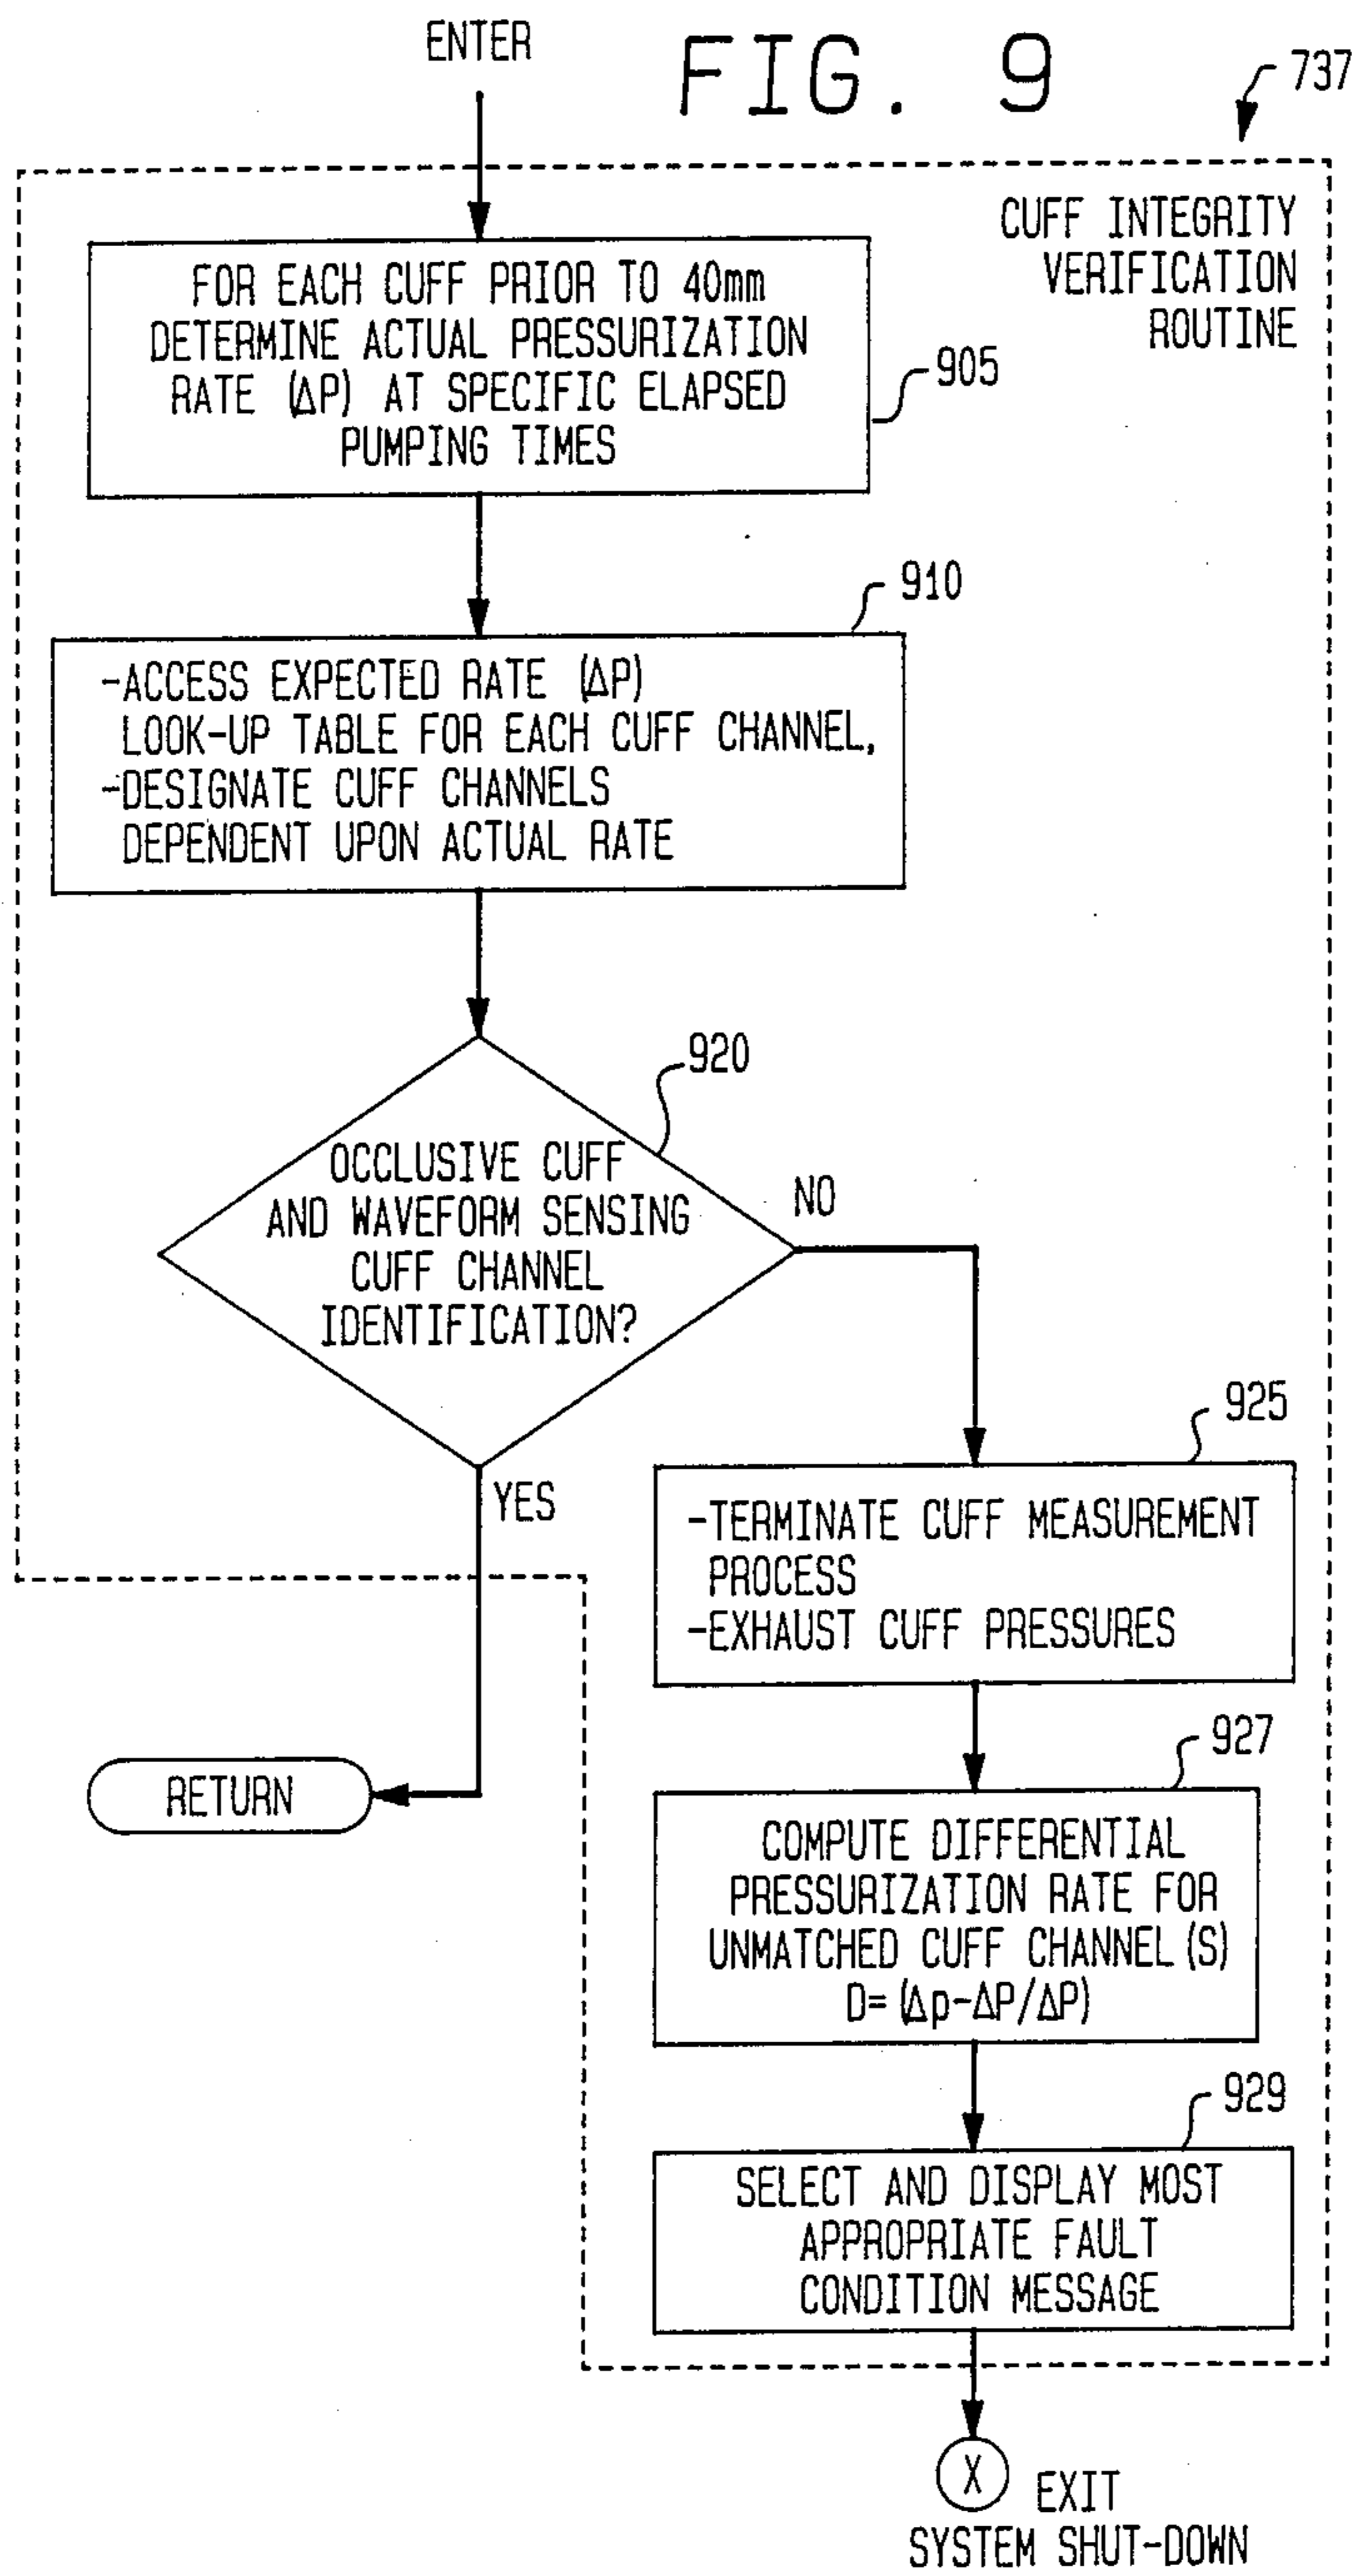 ENTER
FIG. 9
737
CUFF INTEGRITY
VERIFICATION
ROUTINE
FOR EACH CUFF PRIOR TO 40mm
DETERMINE ACTUAL PRESSURIZATION
RATE (ΔP) AT SPECIFIC ELAPSED
PUMPING TIMES
905
910
-ACCESS EXPECTED RATE (ΔP)
LOOK-UP TABLE FOR EACH CUFF CHANNEL,
-DESIGNATE CUFF CHANNELS
DEPENDENT UPON ACTUAL RATE
920
OCCLUSIVE CUFF
AND WAVEFORM SENSING
CUFF CHANNEL
IDENTIFICATION?
NO
YES
925
-TERMINATE CUFF MEASUREMENT
PROCESS
-EXHAUST CUFF PRESSURES
RETURN
927
COMPUTE DIFFERENTIAL
PRESSURIZATION RATE FOR
UNMATCHED CUFF CHANNEL(S)
D=(Δp-ΔP/ΔP)
929
SELECT AND DISPLAY MOST
APPROPRIATE FAULT
CONDITION MESSAGE
X
EXIT
SYSTEM SHUT-DOWN